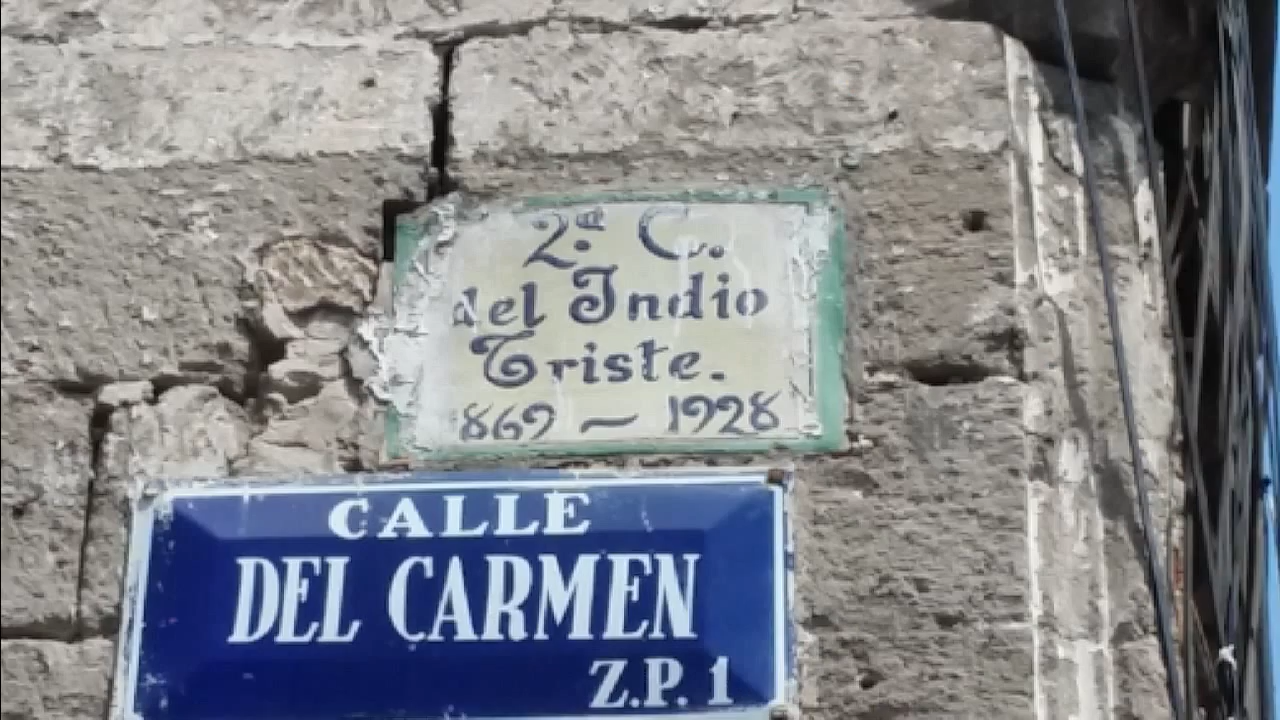 2ª C.
del Indio
Triste.
869 — 1928
CALLE
DEL CARMEN
Z.P. 1